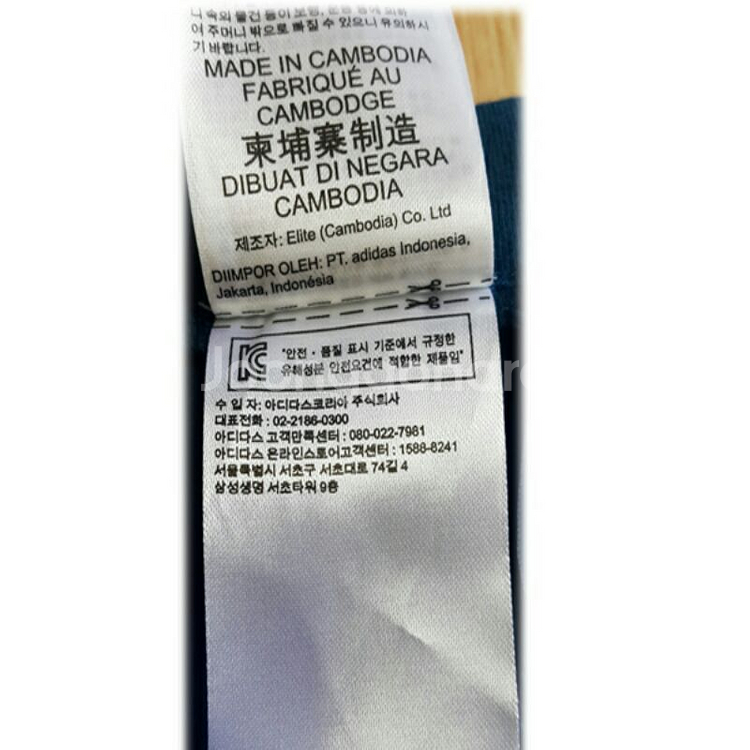 니 속의 물건 등이
여 주머니 밖으로 빠질 수 있으니 유의하시
기 바랍니다.
MADE IN CAMBODIA
FABRIQUÉ AU
CAMBODGE
柬埔寨制造
DIBUAT DI NEGARA
CAMBODIA
제조자: Elite (Cambodia) Co. Ltd
DIIMPOR OLEH: PT. adidas Indonesia,
Jakarta, Indonésia
"안전·품질 표시 기준에서 규정한
유해성분 안전요건에 적합한 제품임"
수 입 자: 아디다스코리아 주식회사
대표전화 : 02-2186-0300
아디다스 고객만족센터 : 080-022-7981
아디다스 온라인스토어고객센터 : 1588-8241
서울특별시 서초구 서초대로 74길 4
삼성생명 서초타워 9층